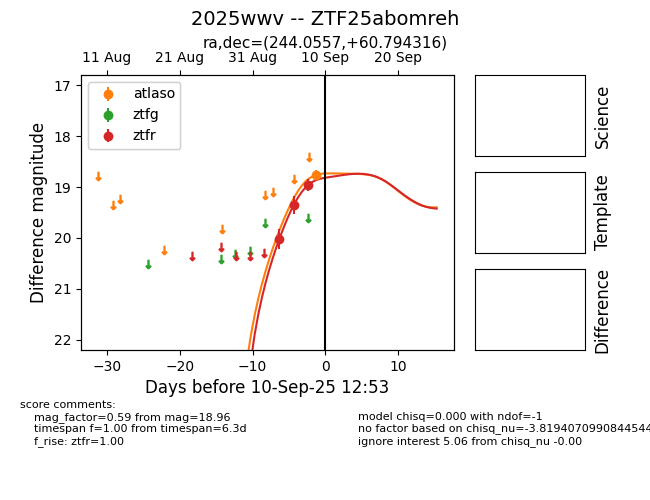 2025wwv -- ZTF25abomreh
ra,dec=(244.0557,+60.794316)
11 Aug 21 Aug 31 Aug 10 Sep 20 Sep
atlaso
ztfg
ztfr
17
18
19
20
21
22
Difference magnitude
−30 −20 −10 0 10
Days before 10-Sep-25 12:53
Science
Template
Difference
score comments:
mag_factor=0.59 from mag=18.96
timespan f=1.00 from timespan=6.3d
f_rise: ztfr=1.00
model chisq=0.000 with ndof=-1
no factor based on chisq_nu=-3.8194070990844544
ignore interest 5.06 from chisq_nu -0.00